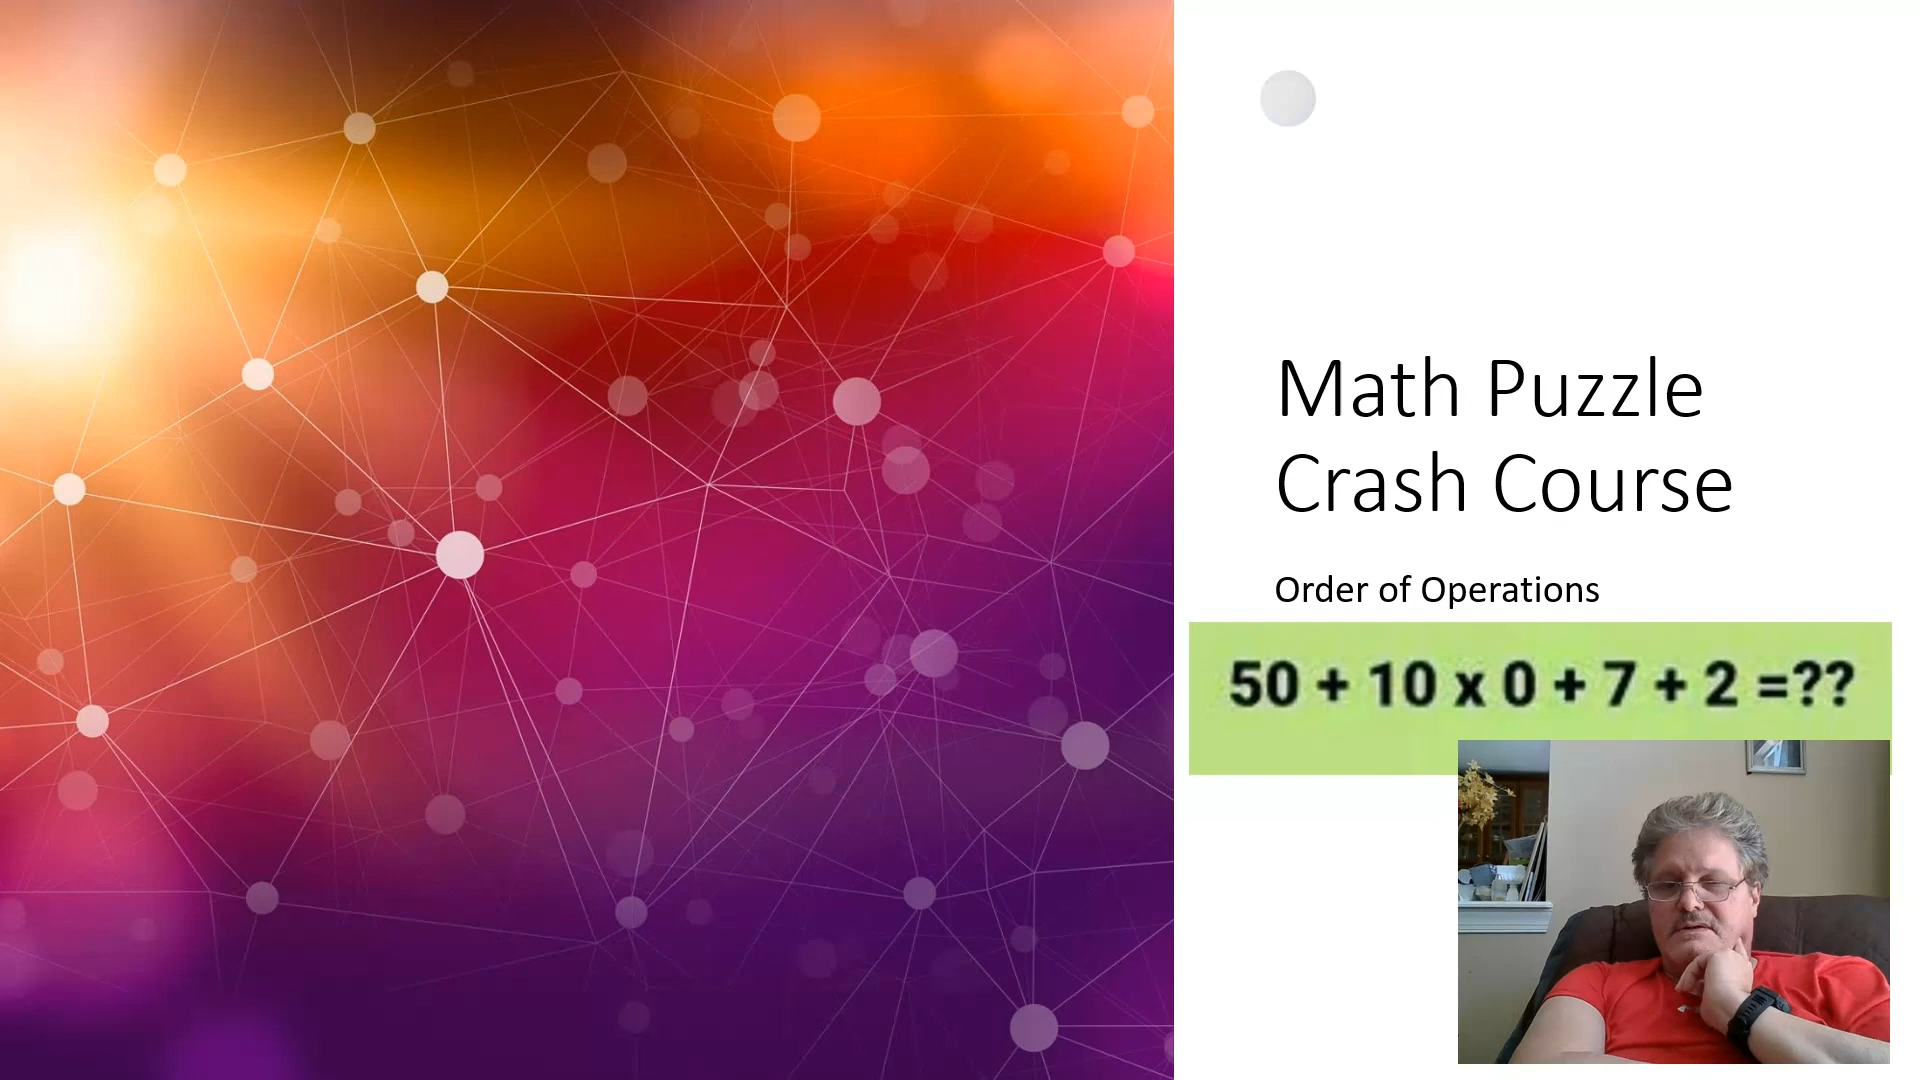 Math Puzzle
Crash Course
Order of Operations
50 + 10 x 0 + 7 + 2 =??